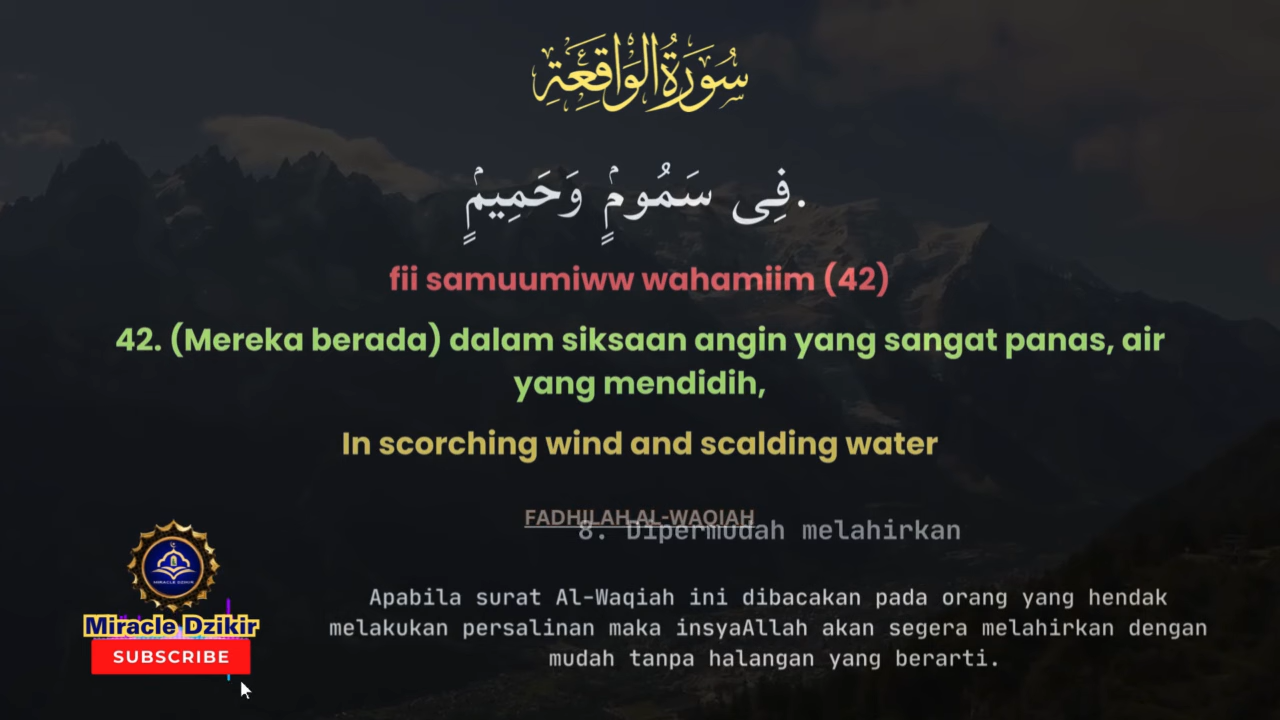 سُورَةُ الْوَاقِعَةِ
.فِى سَمُومٍۢ وَحَمِيمٍۢ
fii samuumiww wahamiim (42)
42. (Mereka berada) dalam siksaan angin yang sangat panas, air
yang mendidih,
In scorching wind and scalding water
FADHILAH AL-WAQIAH
8. Dipermudah melahirkan
Apabila surat Al-Waqiah ini dibacakan pada orang yang hendak
melakukan persalinan maka insyaAllah akan segera melahirkan dengan
mudah tanpa halangan yang berarti.
MIRACLE DZIKIR
Miracle Dzikir
SUBSCRIBE